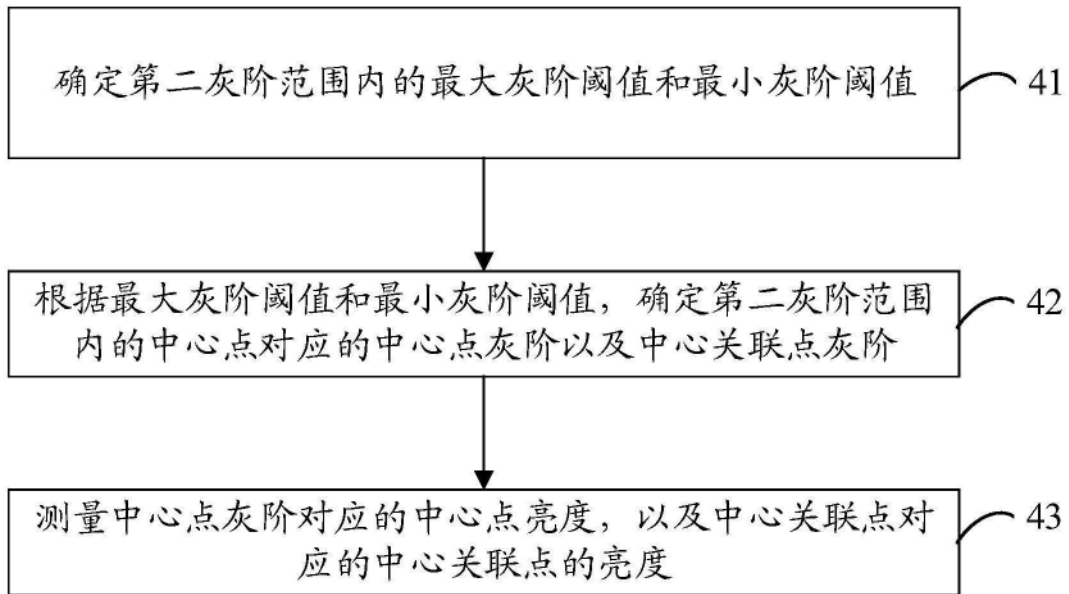 确定第二灰阶范围内的最大灰阶阈值和最小灰阶阈值
41
根据最大灰阶阈值和最小灰阶阈值，确定第二灰阶范围
内的中心点对应的中心点灰阶以及中心关联点灰阶
42
测量中心点灰阶对应的中心点亮度，以及中心关联点对
应的中心关联点的亮度
43